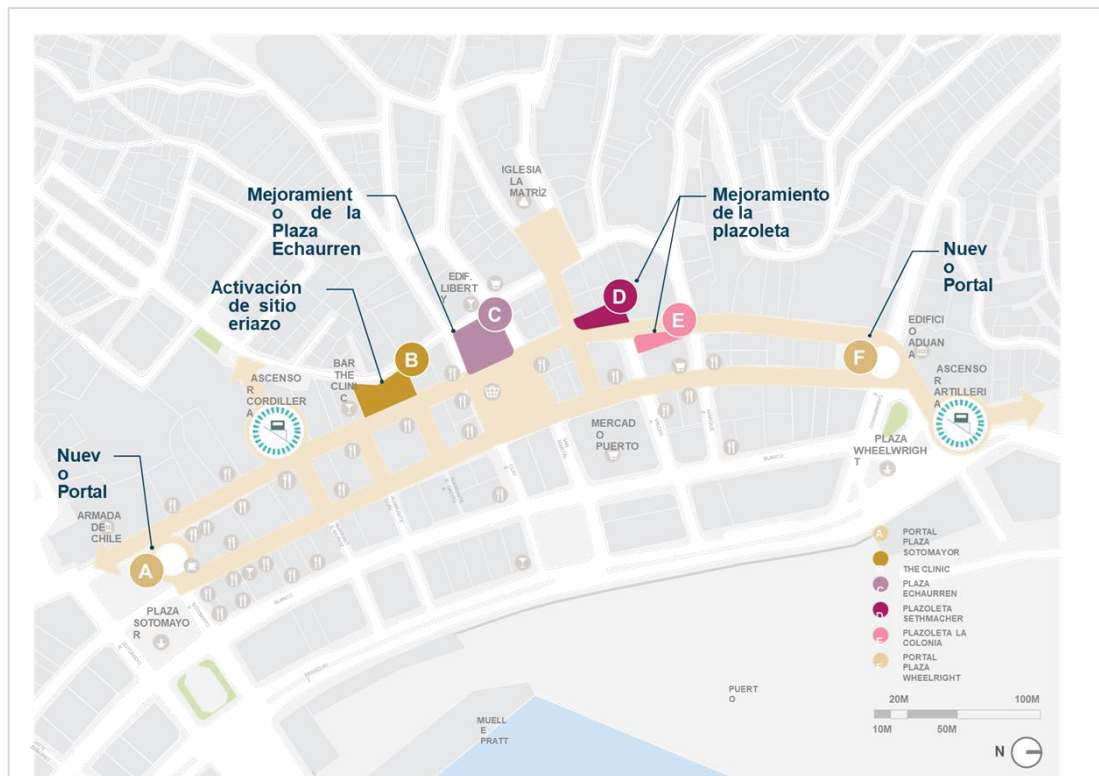 IGLESIA
LA
MATRÍZ
Mejoramient
o de la
Plaza
Echaurren
Mejoramiento
de la
plazoleta
Nuev
o
Portal
Activación
de sitio
eriazo
EDIF.
LIBERT
Y
D
C
E
B
F
EDIFICI
O
ADUAN
A
BAR
THE
CLINI
C
ASCENSO
R
CORDILLER
A
ASCENSO
R
ARTILLERI
A
MERCAD
O
PUERTO
PLAZA
WHEELWRIGH
T
BLANCO
Nuev
o
Portal
ARMADA
DE
CHILE
A
PLAZA
SOTOMAYO
R
BLANCO
A
PORTAL
PLAZA
SOTOMAYOR
THE CLINIC
C
PLAZA
ECHAURREN
D
PLAZOLETA
SETHMACHER
E
PLAZOLETA LA
COLONIA
F
PORTAL
PLAZA
WHEELRIGHT
PUERT
O
MUELL
E
PRATT
20M 100M
10M 50M
N